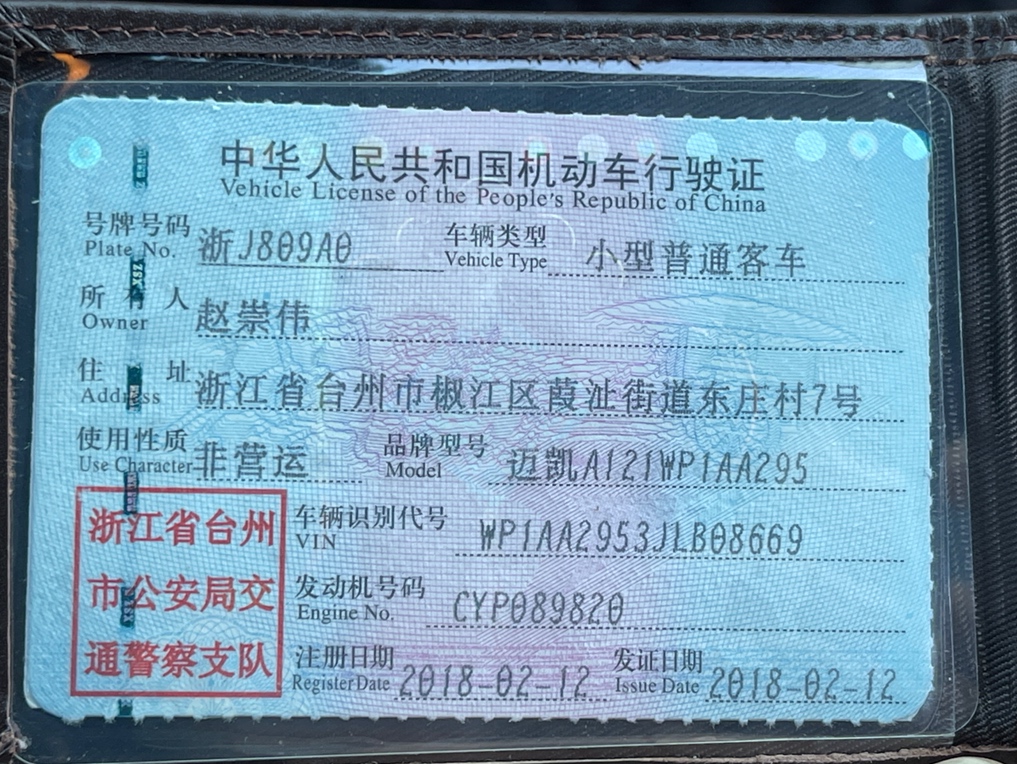 中华人民共和国机动车行驶证
Vehicle License of the People's Republic of China
号牌号码 浙J809A0 车辆类型 小型普通客车
Plate No. Vehicle Type
所有人 赵崇伟
Owner
住址 浙江省台州市椒江区葭沚街道东庄村7号
Address
使用性质 非营运 品牌型号 迈凯A121WP1AA295
Use Character Model
浙江省台州
市公安局交
通警察支队
车辆识别代号 WP1AA2953JLB08669
VIN
发动机号码 CYP089820
Engine No.
注册日期 2018-02-12 发证日期 2018-02-12
Register Date Issue Date